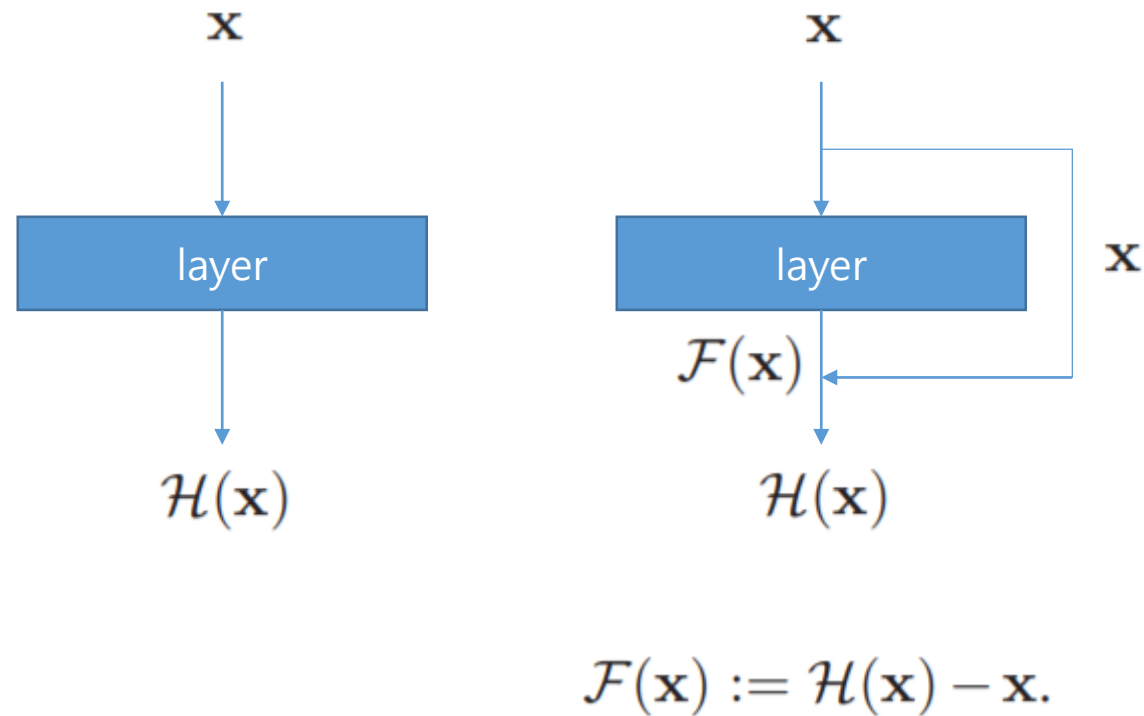 x
x
layer
layer
x
F(x)
H(x)
H(x)
F(x) := H(x) − x.